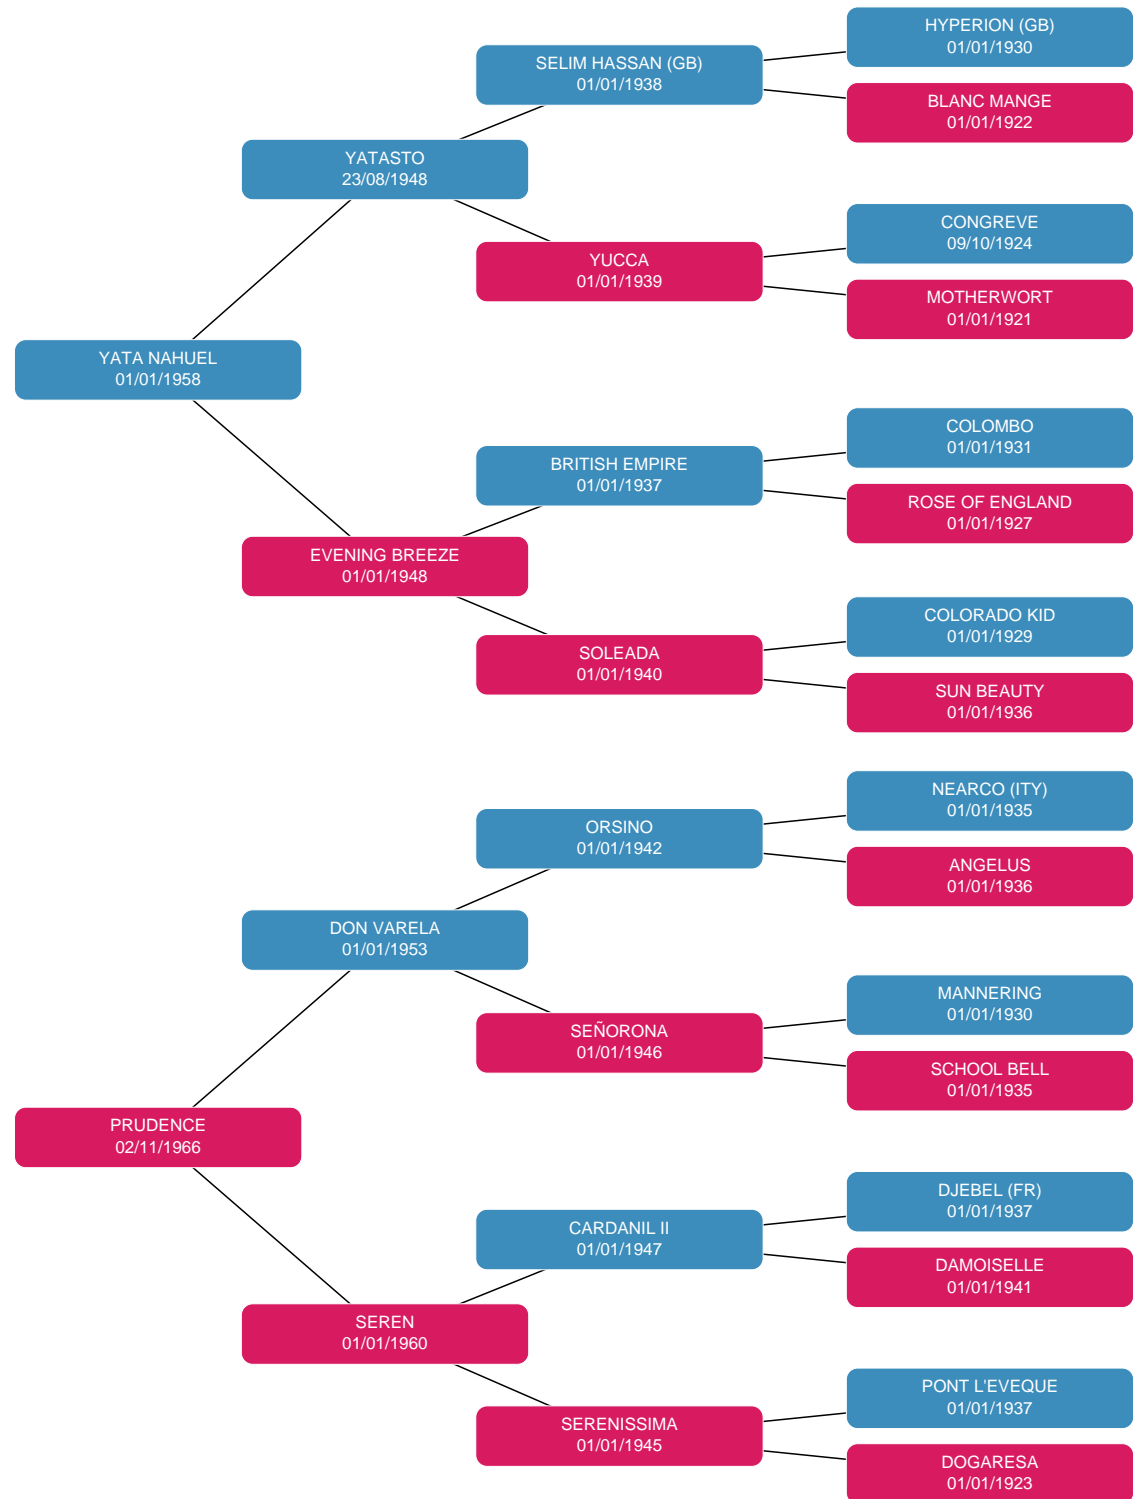 HYPERION (GB)
01/01/1930
SELIM HASSAN (GB)
01/01/1938
BLANC MANGE
01/01/1922
YATASTO
23/08/1948
CONGREVE
09/10/1924
YUCCA
01/01/1939
MOTHERWORT
01/01/1921
YATA NAHUEL
01/01/1958
COLOMBO
01/01/1931
BRITISH EMPIRE
01/01/1937
ROSE OF ENGLAND
01/01/1927
EVENING BREEZE
01/01/1948
COLORADO KID
01/01/1929
SOLEADA
01/01/1940
SUN BEAUTY
01/01/1936
NEARCO (ITY)
01/01/1935
ORSINO
01/01/1942
ANGELUS
01/01/1936
DON VARELA
01/01/1953
MANNERING
01/01/1930
SEÑORONA
01/01/1946
SCHOOL BELL
01/01/1935
PRUDENCE
02/11/1966
DJEBEL (FR)
01/01/1937
CARDANIL II
01/01/1947
DAMOISELLE
01/01/1941
SEREN
01/01/1960
PONT L'EVEQUE
01/01/1937
SERENISSIMA
01/01/1945
DOGARESA
01/01/1923